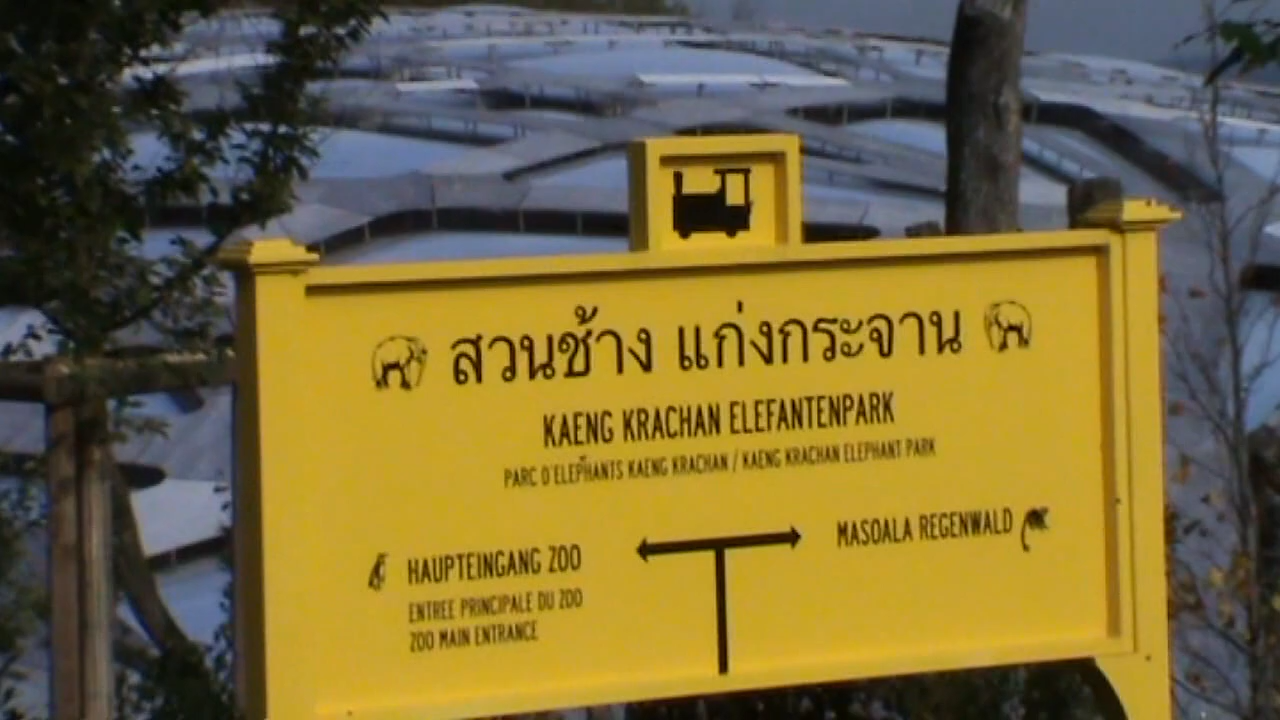 สวนช้าง แก่งกระจาน
KAENG KRACHAN ELEFANTENPARK
PARC D'ELEPHANTS KAENG KRACHAN / KAENG KRACHAN ELEPHANT PARK
HAUPTEINGANG ZOO
ENTREE PRINCIPALE DU ZOO
ZOO MAIN ENTRANCE
MASOALA REGENWALD